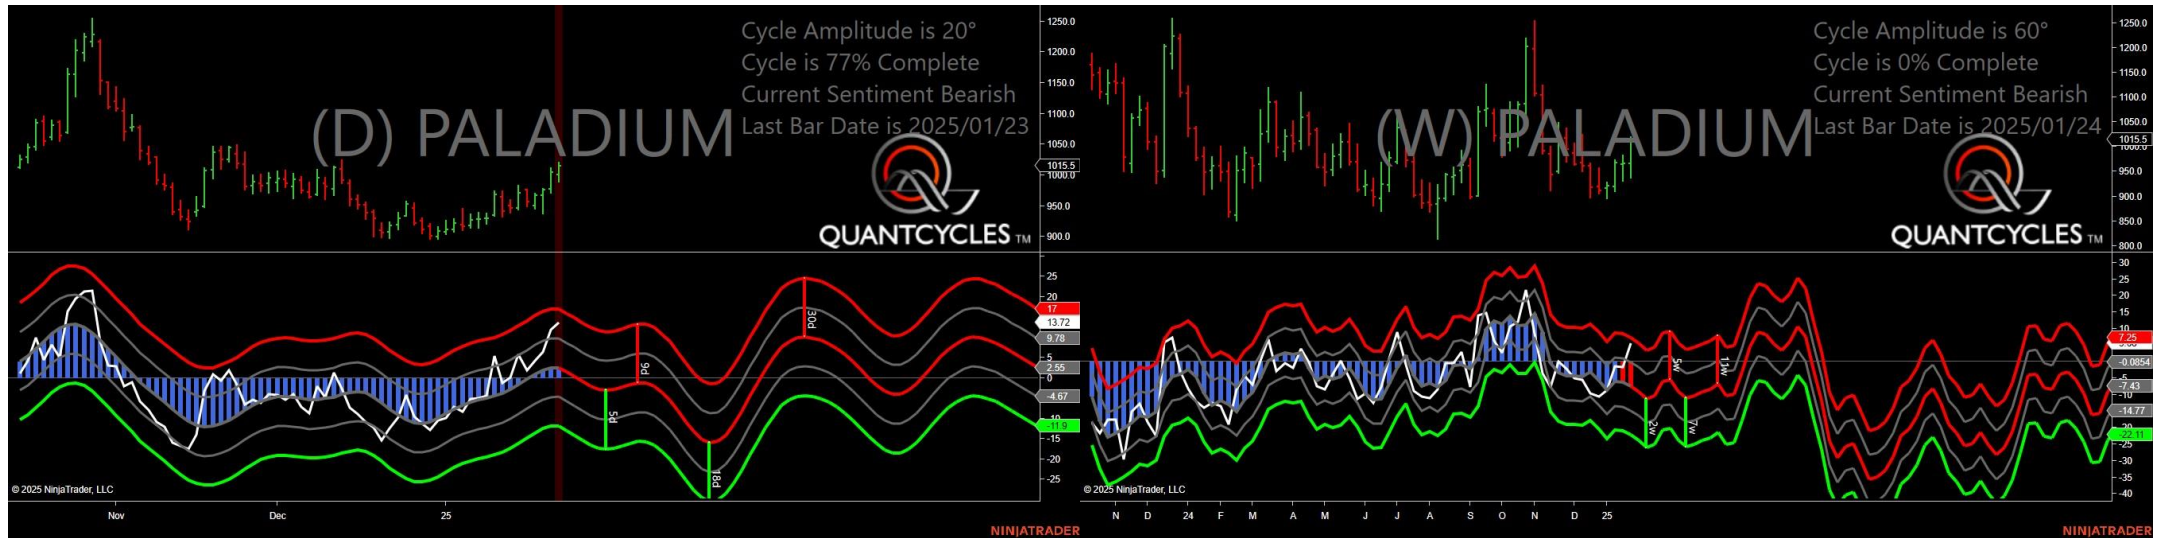 Cycle Amplitude is 20°
Cycle is 77% Complete
Current Sentiment Bearish
Last Bar Date is 2025/01/23
(D) PALADIUM
QUANTCYCLES TM
1250.0
1200.0
1150.0
1100.0
1050.0
1015.5
1000.0
950.0
900.0
25
20
17
13.72
9.78
5
2.55
0
-4.67
-10
-11.9
-15
-20
-25
5d
9d
18d
30d
© 2025 NinjaTrader, LLC
Nov Dec 25
NINJATRADER
Cycle Amplitude is 60°
Cycle is 0% Complete
Current Sentiment Bearish
Last Bar Date is 2025/01/24
(W) PALADIUM
QUANTCYCLES TM
1250.0
1200.0
1150.0
1100.0
1050.0
1015.5
1000.0
950.0
900.0
850.0
800.0
30
25
20
15
10
7.25
-0.0854
-5
-7.43
-10
-14.77
-22.11
-25
-30
-35
-40
2w
5w
7w
11w
© 2025 NinjaTrader, LLC
N D 24 F M A M J J A S O N D 25
NINJATRADER